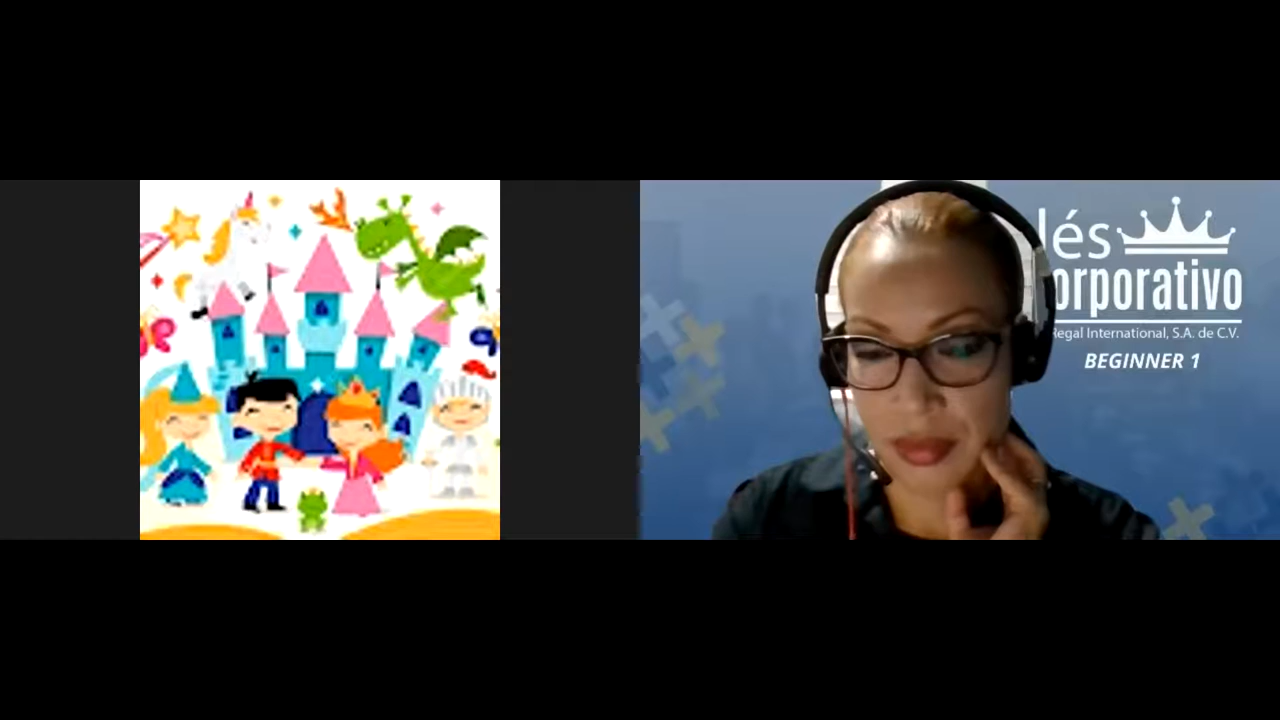 lés
orporativo
Regal International, S.A. de C.V.
BEGINNER 1